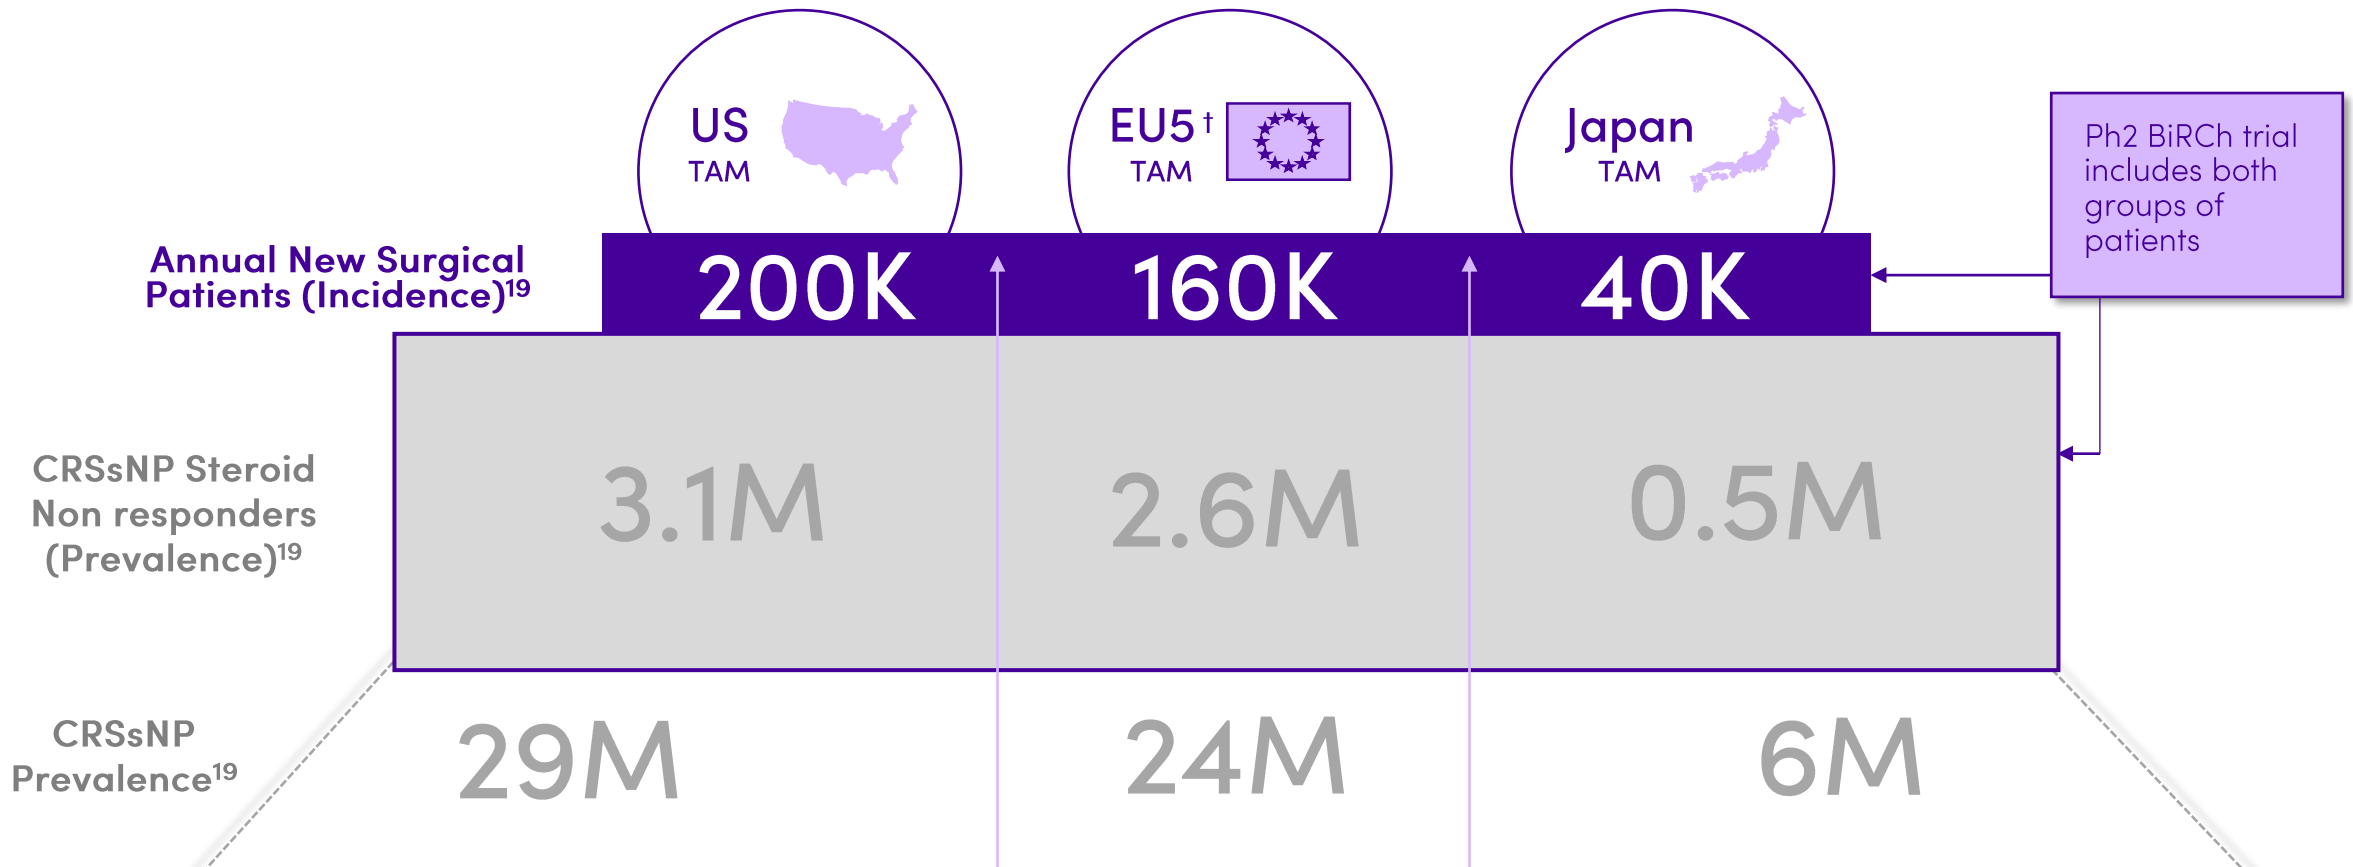 US
TAM
EU5 †
TAM
Japan
TAM
Ph2 BiRCh trial
includes both
groups of
patients
Annual New Surgical
Patients (Incidence)19
200K
160K
40K
CRSsNP Steroid
Non responders
(Prevalence)19
3.1M
2.6M
0.5M
CRSsNP
Prevalence19
29M
24M
6M